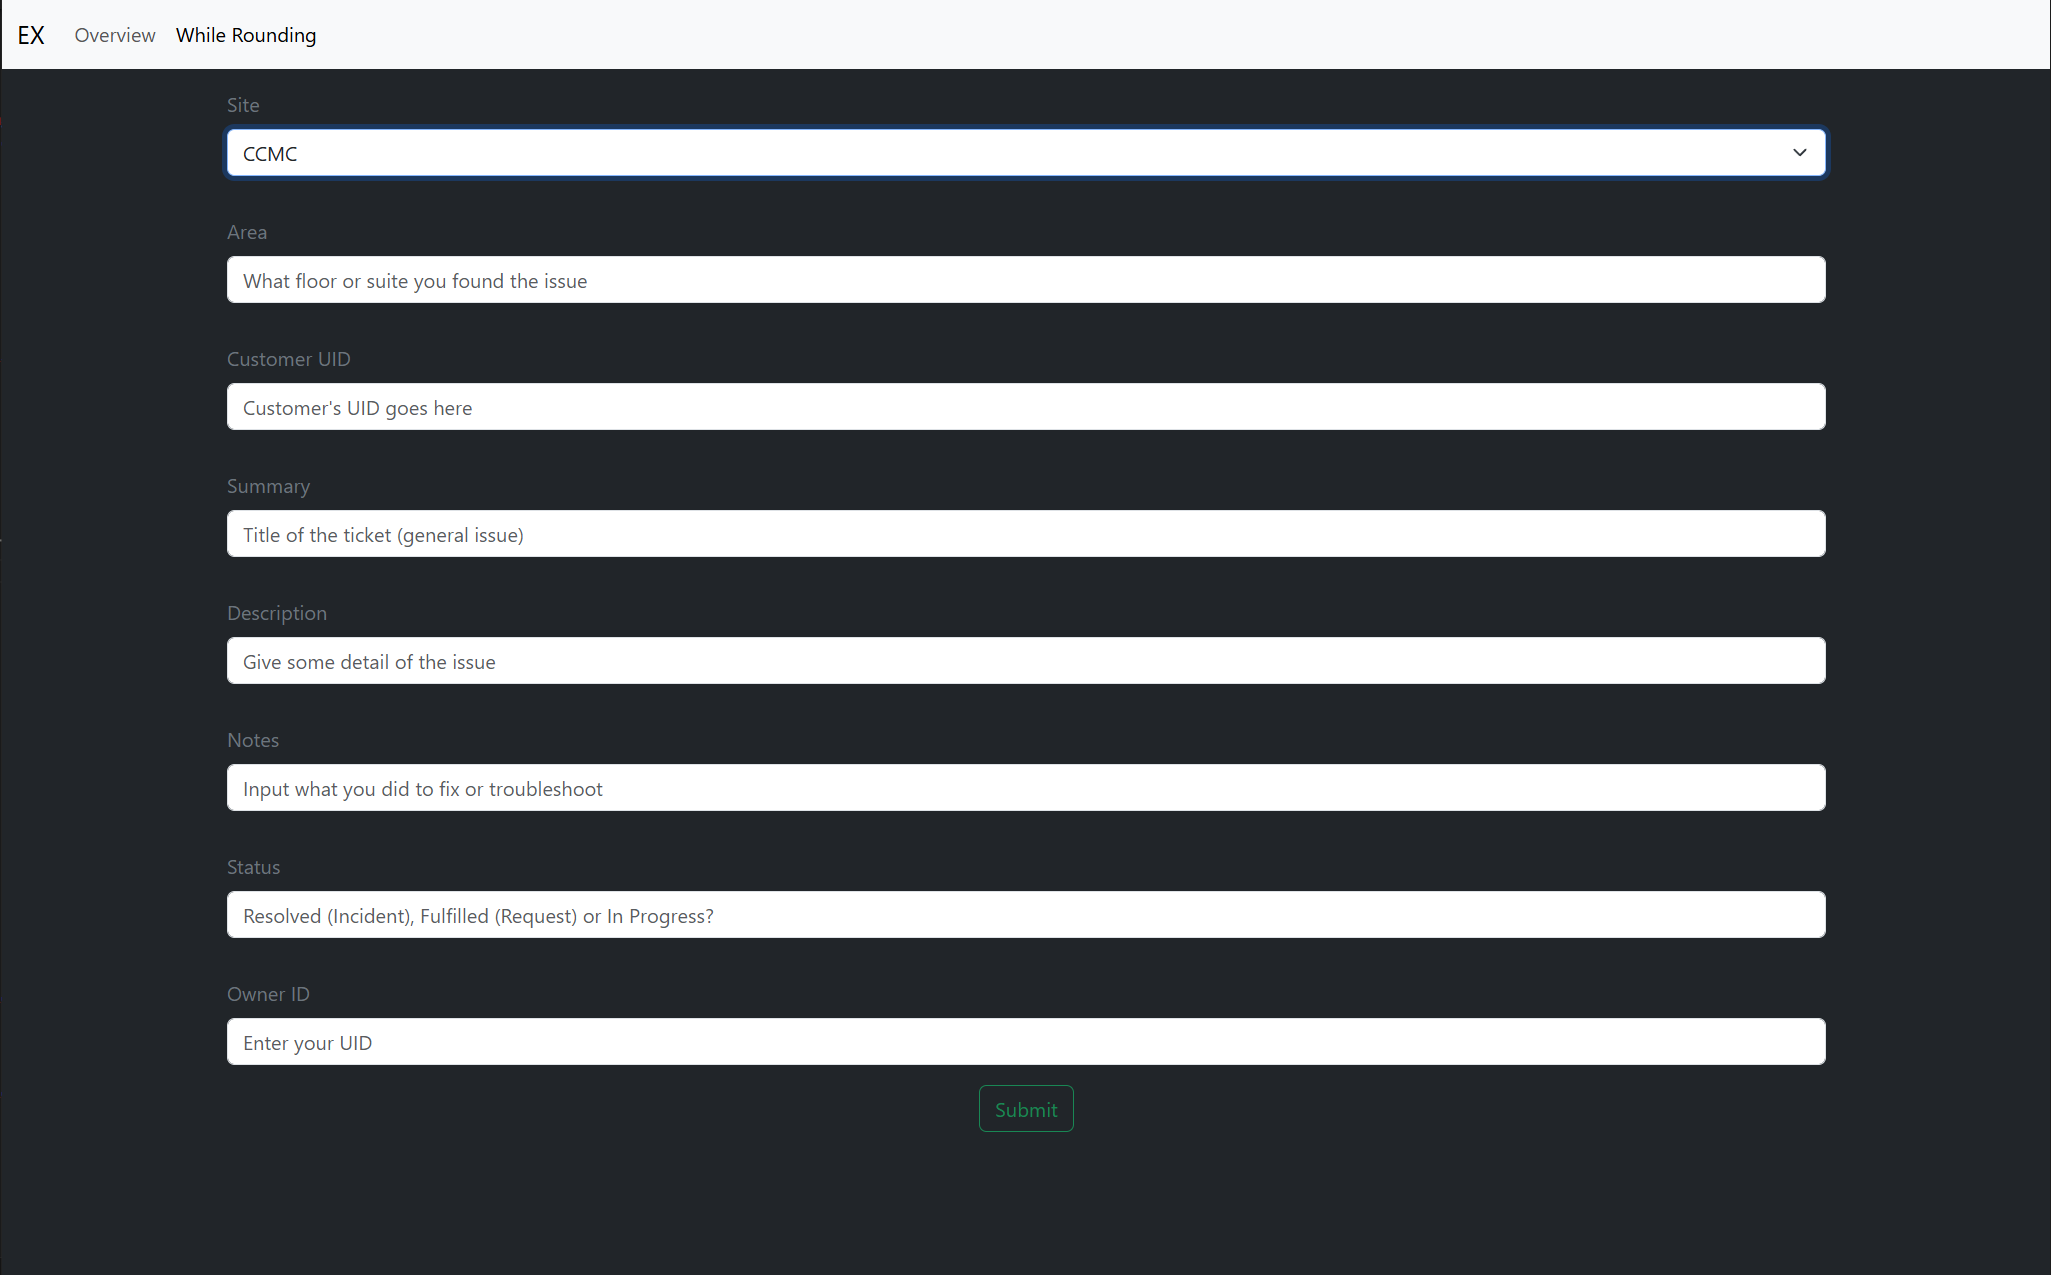 EX Overview While Rounding
Site
CCMC
Area
What floor or suite you found the issue
Customer UID
Customer's UID goes here
Summary
Title of the ticket (general issue)
Description
Give some detail of the issue
Notes
Input what you did to fix or troubleshoot
Status
Resolved (Incident), Fulfilled (Request) or In Progress?
Owner ID
Enter your UID
Submit